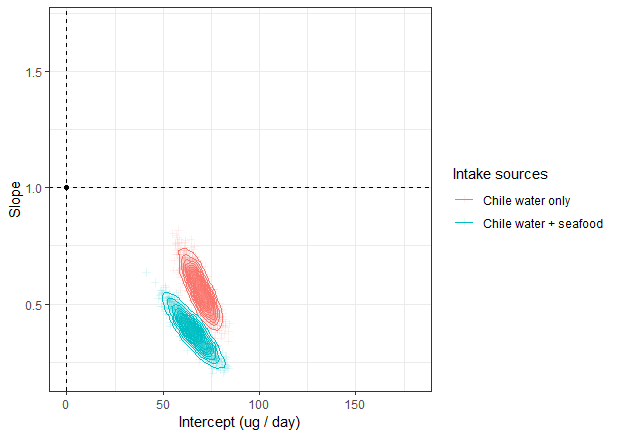 1.5
1.0
0.5
Slope
0
50
100
150
Intercept (ug / day)
Intake sources
Chile water only
Chile water + seafood